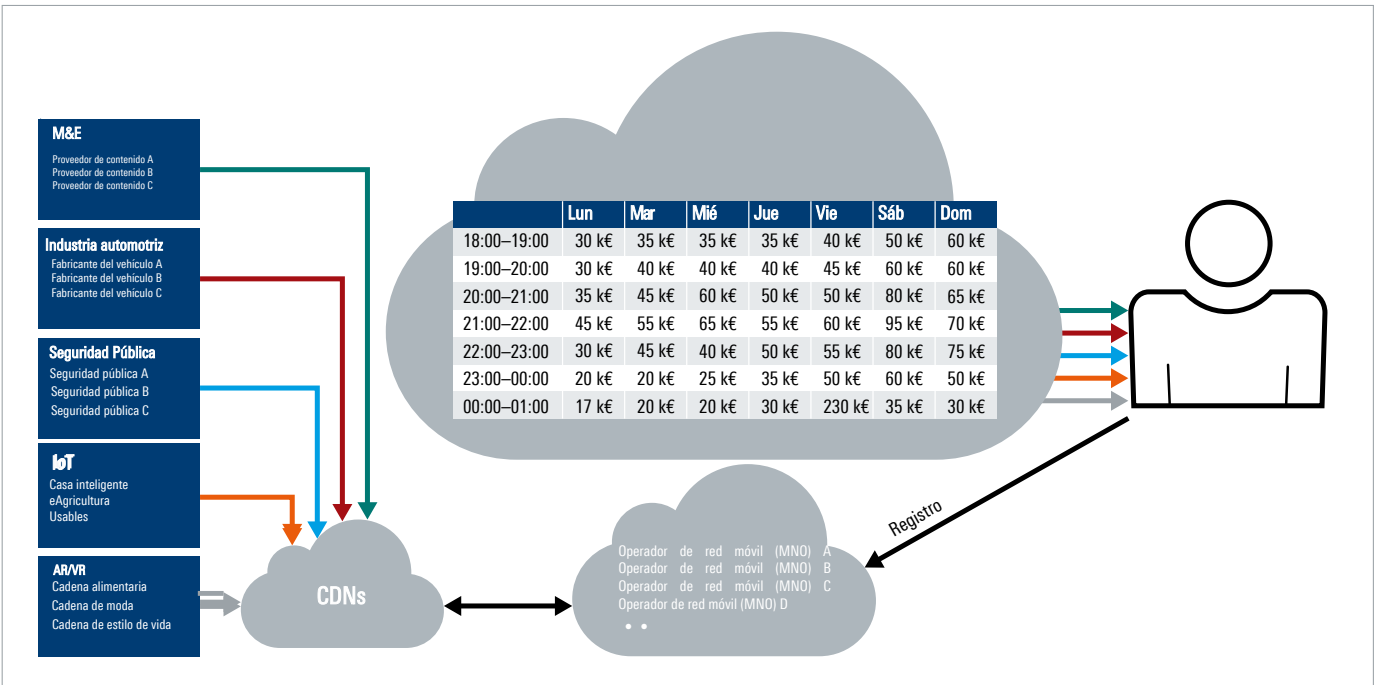 M&E
Proveedor de contenido A
Proveedor de contenido B
Proveedor de contenido C
Industria automotriz
Fabricante del vehículo A
Fabricante del vehículo B
Fabricante del vehículo C
Seguridad Pública
Seguridad pública A
Seguridad pública B
Seguridad pública C
IoT
Casa inteligente
eAgricultura
Usables
AR/VR
Cadena alimentaria
Cadena de moda
Cadena de estilo de vida
CDNs
Lun Mar Mié Jue Vie Sáb Dom
18:00–19:00 30 k€ 35 k€ 35 k€ 35 k€ 40 k€ 50 k€ 60 k€
19:00–20:00 30 k€ 40 k€ 40 k€ 40 k€ 45 k€ 60 k€ 60 k€
20:00–21:00 35 k€ 45 k€ 60 k€ 50 k€ 50 k€ 80 k€ 65 k€
21:00–22:00 45 k€ 55 k€ 65 k€ 55 k€ 60 k€ 95 k€ 70 k€
22:00–23:00 30 k€ 45 k€ 40 k€ 50 k€ 55 k€ 80 k€ 75 k€
23:00–00:00 20 k€ 20 k€ 25 k€ 35 k€ 50 k€ 60 k€ 50 k€
00:00–01:00 17 k€ 20 k€ 20 k€ 30 k€ 230 k€ 35 k€ 30 k€
Operador de red móvil (MNO) A
Operador de red móvil (MNO) B
Operador de red móvil (MNO) C
Operador de red móvil (MNO) D
• •
Registro